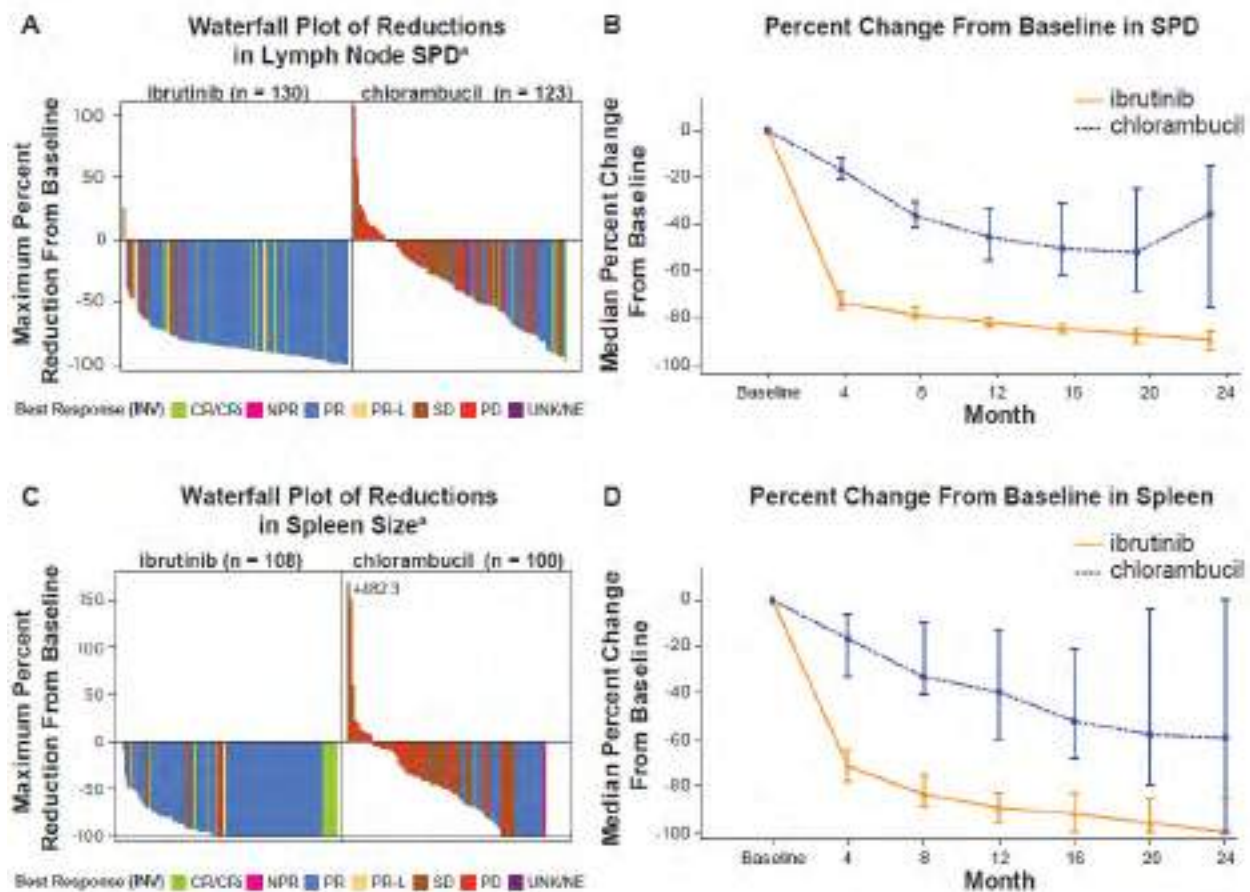 A
Waterfall Plot of Reductions
in Lymph Node SPDª
ibrutinib (n = 130)
chlorambucil (n = 123)
Maximum Percent
Reduction From Baseline
100
50
0
-50
-100
Best Response (INV) CR/CRi NPR PR PR-L SD PD UNK/NE
B
Percent Change From Baseline in SPD
ibrutinib
chlorambucil
Median Percent Change
From Baseline
0
-20
-40
-60
-80
-100
Baseline 4 8 12 16 20 24
Month
C
Waterfall Plot of Reductions
in Spleen Sizeª
ibrutinib (n = 108)
chlorambucil (n = 100)
+482.3
Maximum Percent
Reduction From Baseline
150
100
50
0
-50
-100
Best Response (INV) CR/CRi NPR PR PR-L SD PD UNK/NE
D
Percent Change From Baseline in Spleen
ibrutinib
chlorambucil
Median Percent Change
From Baseline
0
-20
-40
-60
-80
-100
Baseline 4 8 12 16 20 24
Month